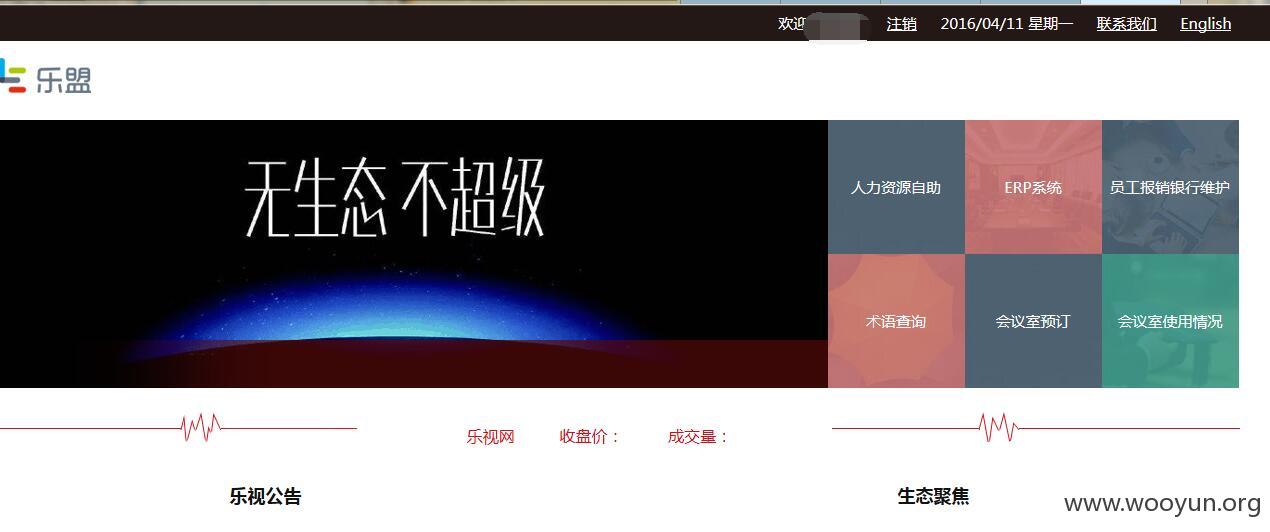 欢迎 注销 2016/04/11 星期一 联系我们 English
乐盟
无生态 不超级
人力资源自助 ERP系统 员工报销银行维护
术语查询 会议室预订 会议室使用情况
乐视网 收盘价： 成交量：
乐视公告 生态聚焦
www.wooyun.org